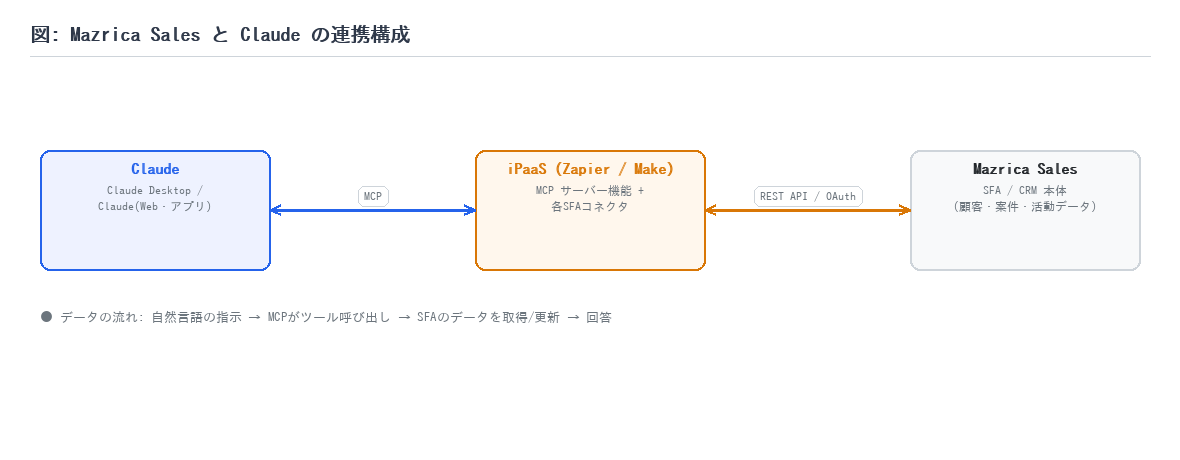 図: Mazrica Sales と Claude の連携構成
Claude
Claude Desktop /
Claude(Web・アプリ)
MCP
iPaaS (Zapier / Make)
MCP サーバー機能 +
各SFAコネクタ
REST API / OAuth
Mazrica Sales
SFA / CRM 本体
(顧客・案件・活動データ)
● データの流れ: 自然言語の指示 → MCPがツール呼び出し → SFAのデータを取得/更新 → 回答